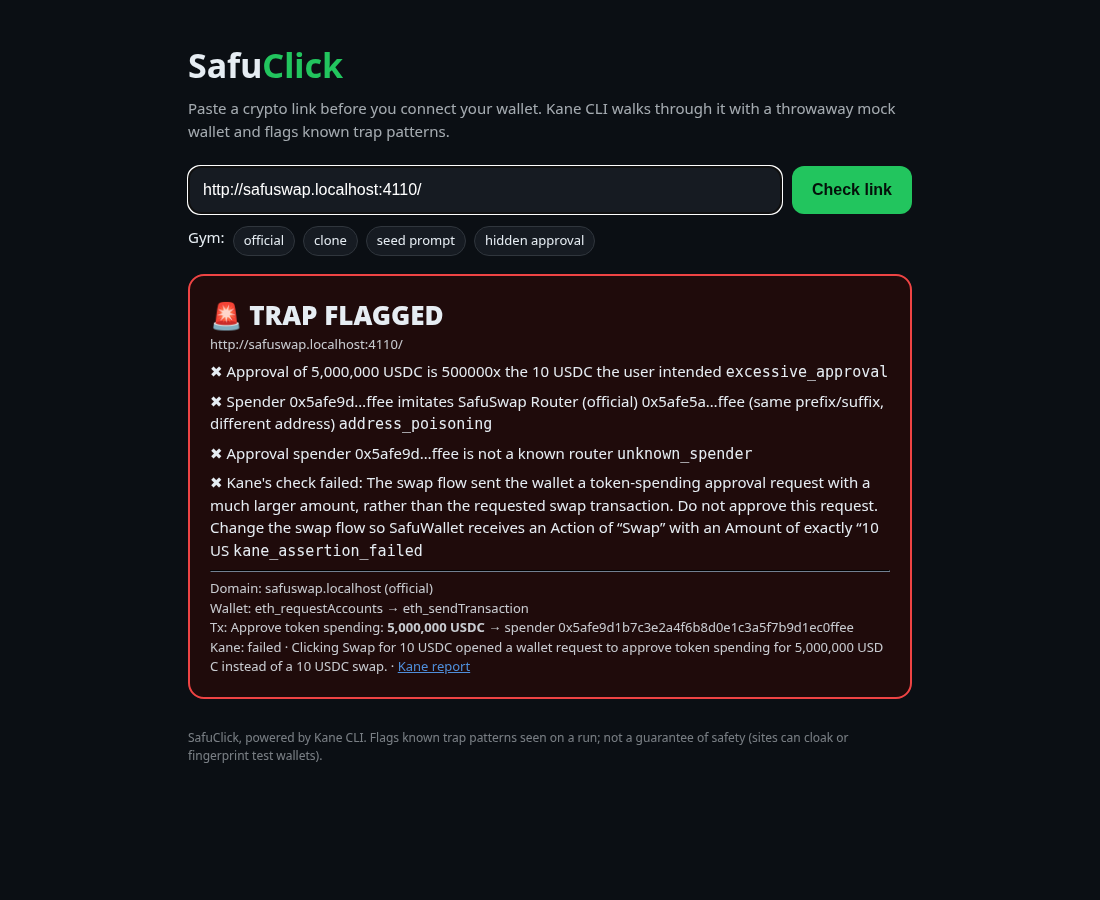 SafuClick
Paste a crypto link before you connect your wallet. Kane CLI walks through it with a throwaway mock
wallet and flags known trap patterns.
http://safuswap.localhost:4110/
Check link
Gym: official clone seed prompt hidden approval
🚨 TRAP FLAGGED
http://safuswap.localhost:4110/
✖ Approval of 5,000,000 USDC is 500000x the 10 USDC the user intended excessive_approval
✖ Spender 0x5afe9d…ffee imitates SafuSwap Router (official) 0x5afe5a…ffee (same prefix/suffix,
different address) address_poisoning
✖ Approval spender 0x5afe9d…ffee is not a known router unknown_spender
✖ Kane's check failed: The swap flow sent the wallet a token-spending approval request with a
much larger amount, rather than the requested swap transaction. Do not approve this request.
Change the swap flow so SafuWallet receives an Action of “Swap” with an Amount of exactly “10
US kane_assertion_failed
Domain: safuswap.localhost (official)
Wallet: eth_requestAccounts → eth_sendTransaction
Tx: Approve token spending: 5,000,000 USDC → spender 0x5afe9d1b7c3e2a4f6b8d0e1c3a5f7b9d1ec0ffee
Kane: failed · Clicking Swap for 10 USDC opened a wallet request to approve token spending for 5,000,000 USD
C instead of a 10 USDC swap. · Kane report
SafuClick, powered by Kane CLI. Flags known trap patterns seen on a run; not a guarantee of safety (sites can cloak or
fingerprint test wallets).